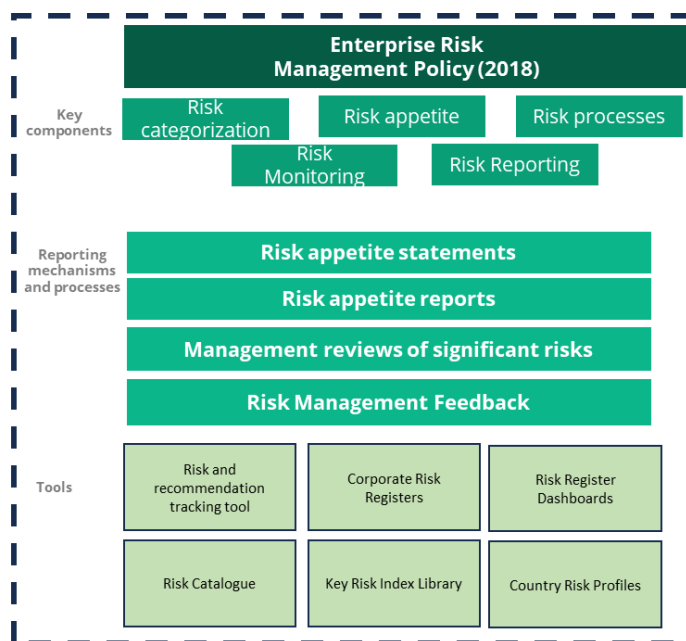 Enterprise Risk
Management Policy (2018)
Key
components
Risk
categorization
Risk appetite
Risk processes
Risk
Monitoring
Risk Reporting
Reporting
mechanisms
and processes
Risk appetite statements
Risk appetite reports
Management reviews of significant risks
Risk Management Feedback
Tools
Risk and
recommendation
tracking tool
Corporate Risk
Registers
Risk Register
Dashboards
Risk Catalogue
Key Risk Index Library
Country Risk Profiles